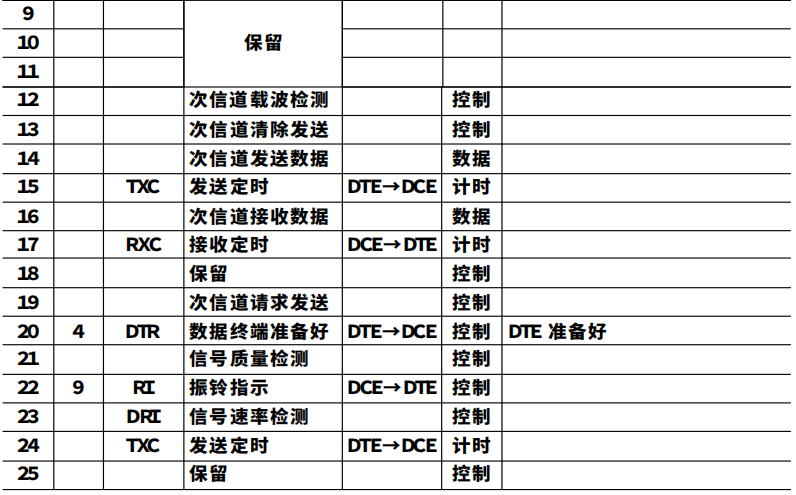 9
10 保留
11
12 次信道载波检测 控制
13 次信道清除发送 控制
14 次信道发送数据 数据
15 TXC 发送定时 DTE→DCE 计时
16 次信道接收数据 数据
17 RXC 接收定时 DCE→DTE 计时
18 保留 控制
19 次信道请求发送 控制
20 4 DTR 数据终端准备好 DTE→DCE 控制 DTE 准备好
21 信号质量检测 控制
22 9 RI 振铃指示 DCE→DTE 控制
23 DRI 信号速率检测 控制
24 TXC 发送定时 DTE→DCE 计时
25 保留 控制